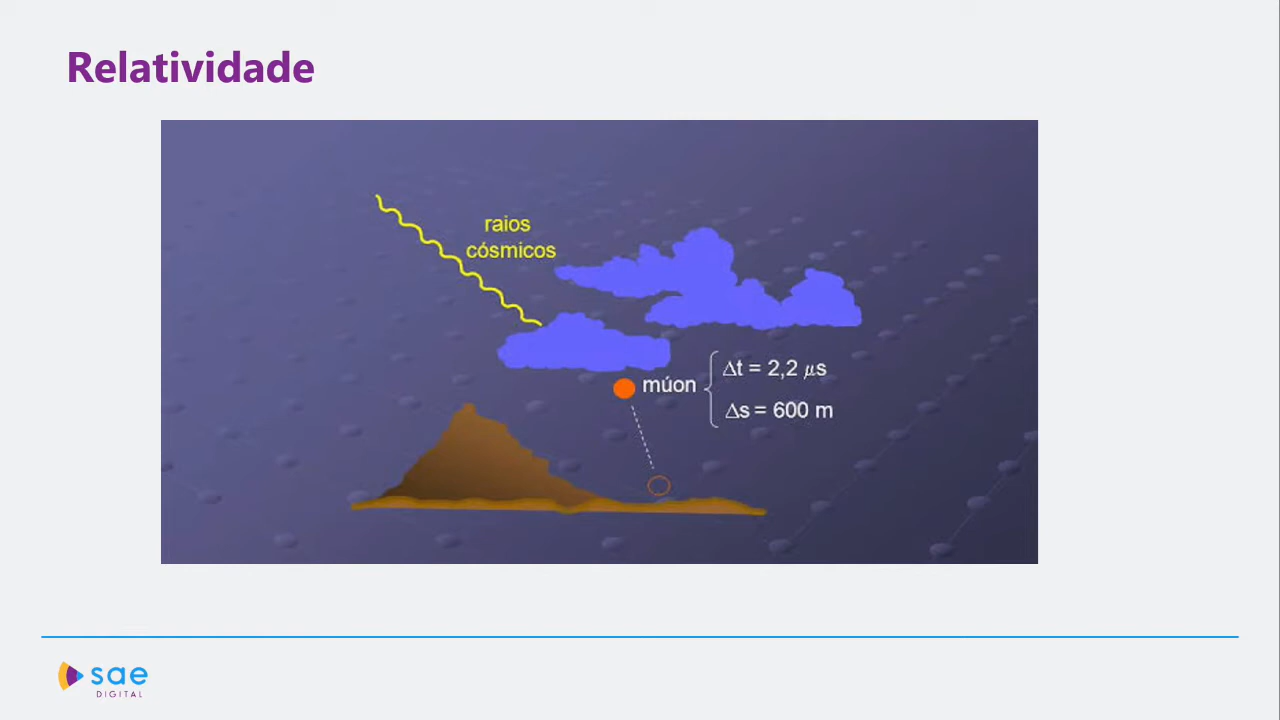 Relatividade
raios
cósmicos
múon
Δt = 2,2 μs
Δs = 600 m
sae
DIGITAL